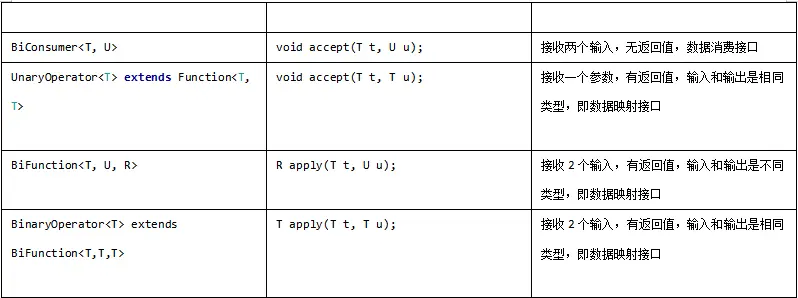 BiConsumer<T, U>
void accept(T t, U u);
接收两个输入，无返回值，数据消费接口
UnaryOperator<T> extends Function<T,
T>
void accept(T t, T u);
接收一个参数，有返回值，输入和输出是相同
类型，即数据映射接口
BiFunction<T, U, R>
R apply(T t, U u);
接收 2 个输入，有返回值，输入和输出是不同
类型，即数据映射接口
BinaryOperator<T> extends
BiFunction<T,T,T>
T apply(T t, T u);
接收 2 个输入，有返回值，输入和输出是相同
类型，即数据映射接口